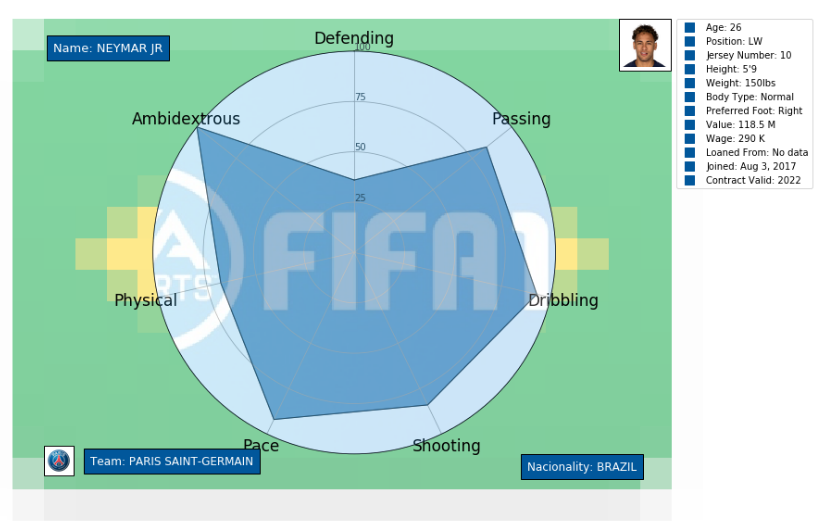 Defending
Name: NEYMAR JR
100
75
Ambidextrous
Passing
50
25
FIFA
RTS
Physical
Dribbling
Pace
Shooting
Team: PARIS SAINT-GERMAIN
Nacionality: BRAZIL
Age: 26
Position: LW
Jersey Number: 10
Height: 5'9
Weight: 150lbs
Body Type: Normal
Preferred Foot: Right
Value: 118.5 M
Wage: 290 K
Loaned From: No data
Joined: Aug 3, 2017
Contract Valid: 2022